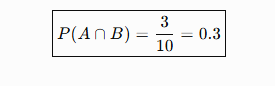 P(A ∩ B) = 3/10 = 0.3